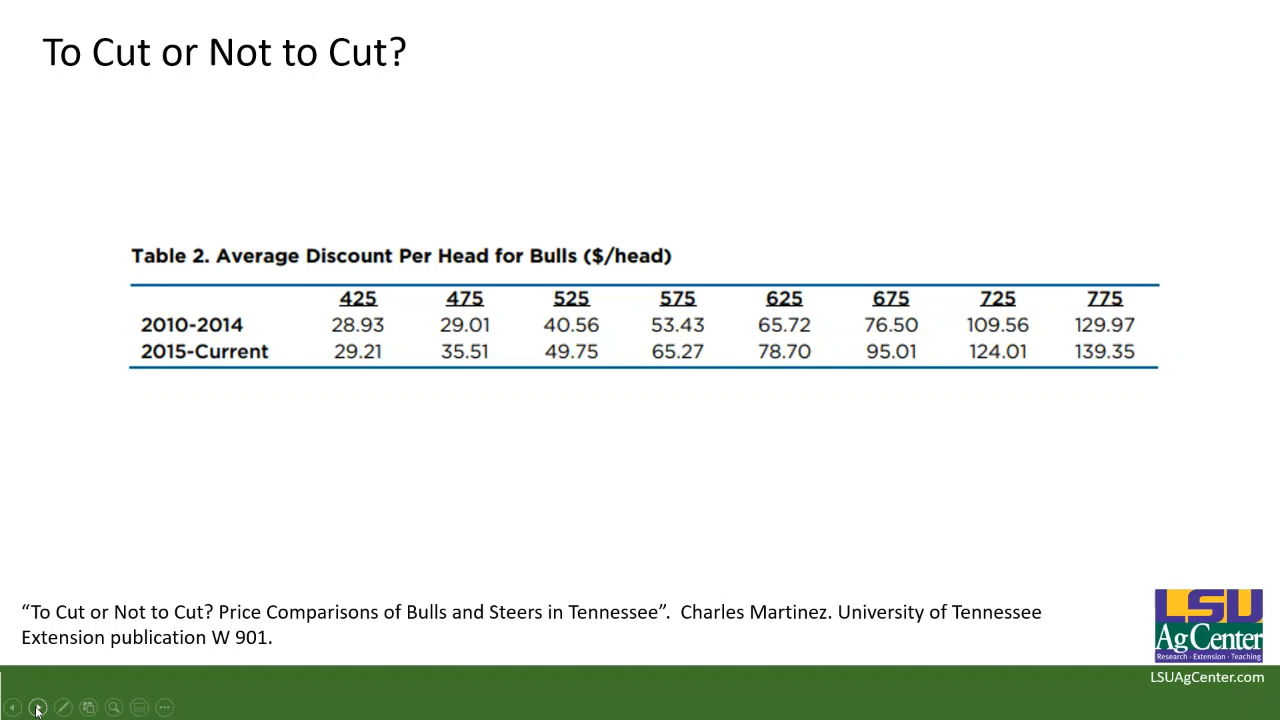 To Cut or Not to Cut?
Table 2. Average Discount Per Head for Bulls ($/head)
425 475 525 575 625 675 725 775
2010-2014 28.93 29.01 40.56 53.43 65.72 76.50 109.56 129.97
2015-Current 29.21 35.51 49.75 65.27 78.70 95.01 124.01 139.35
“To Cut or Not to Cut? Price Comparisons of Bulls and Steers in Tennessee”. Charles Martinez. University of Tennessee
Extension publication W 901.
LSU
AgCenter
Research · Extension · Teaching
LSUAgCenter.com